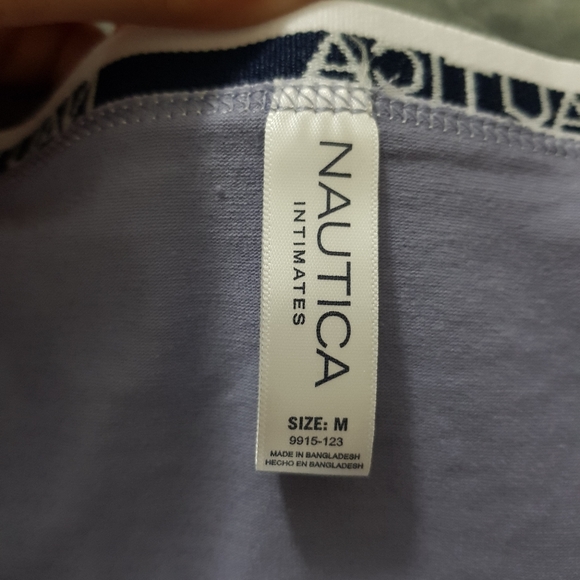 NAUTICA
INTIMATES
SIZE: M
9915-123
MADE IN BANGLADESH
HECHO EN BANGLADESH